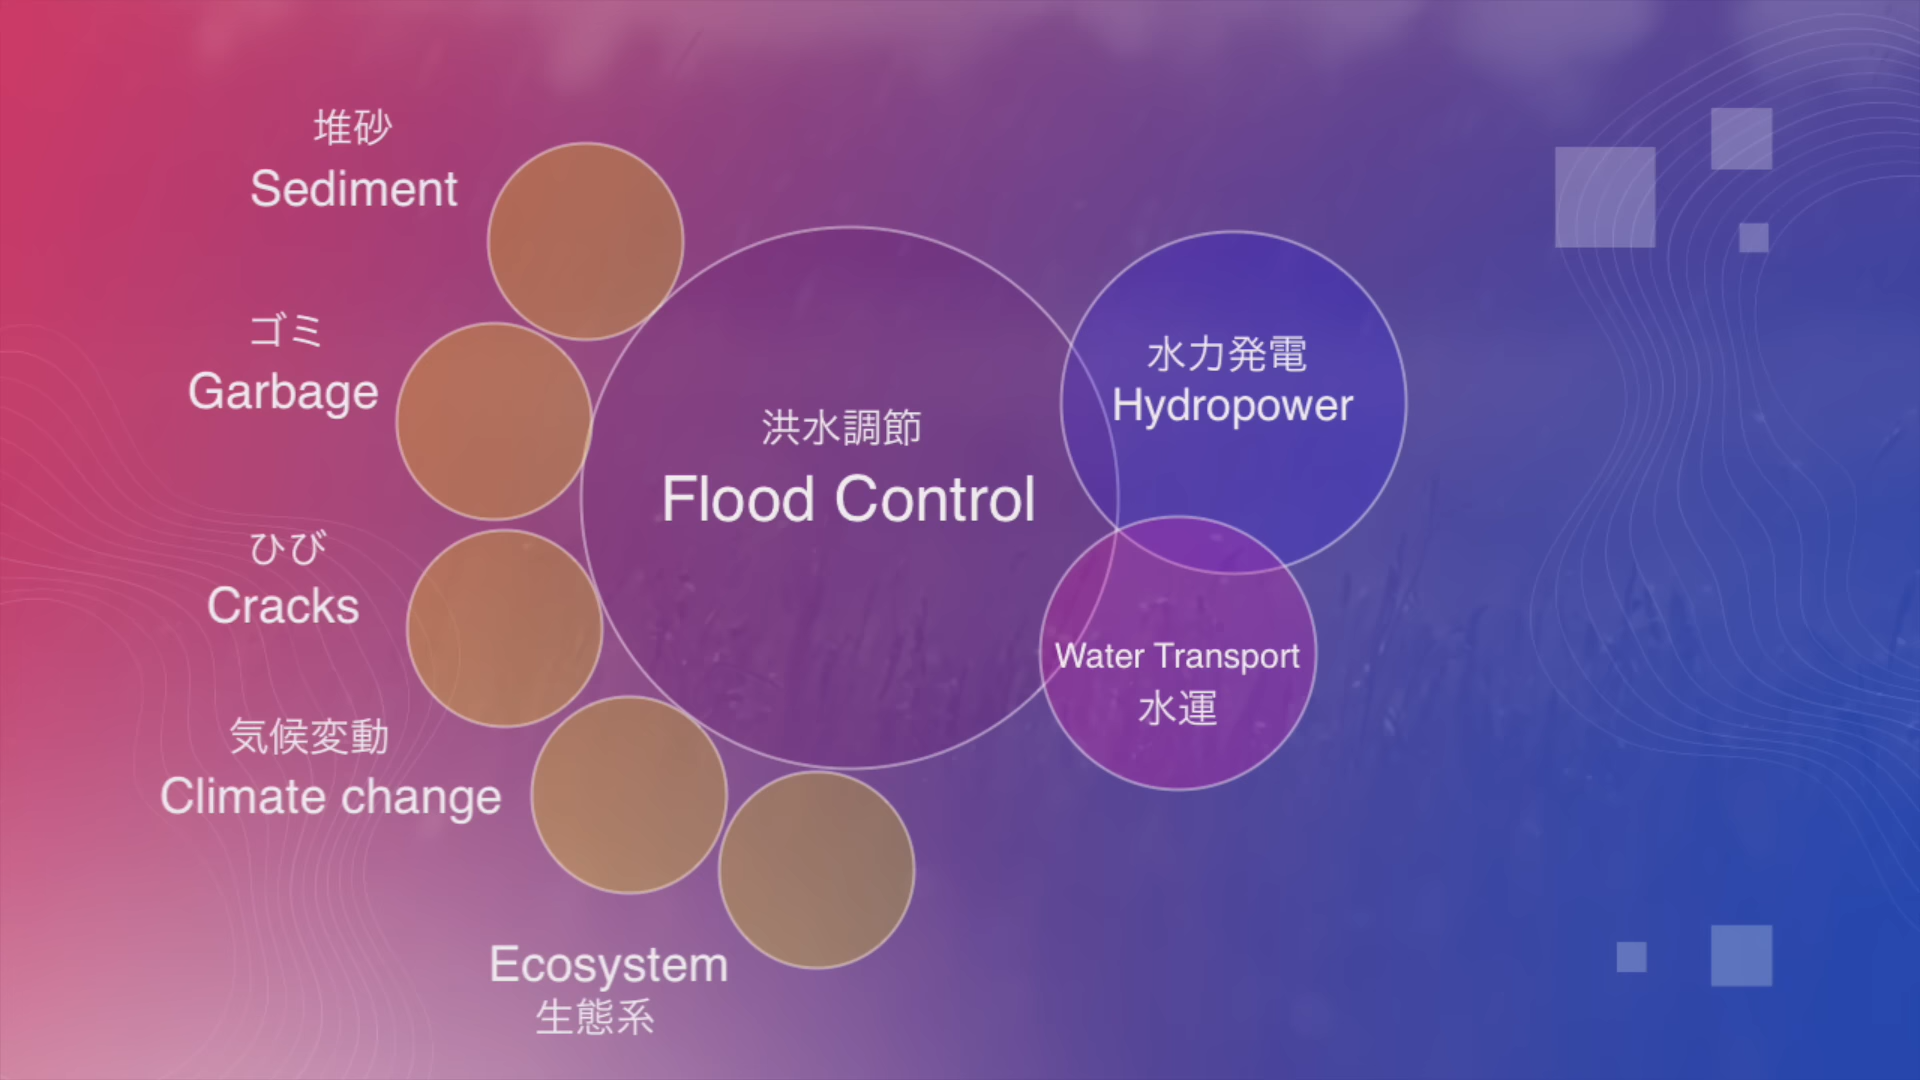 堆砂
Sediment
ゴミ
Garbage
ひび
Cracks
気候変動
Climate change
Ecosystem
生態系
洪水調節
Flood Control
水力発電
Hydropower
Water Transport
水運